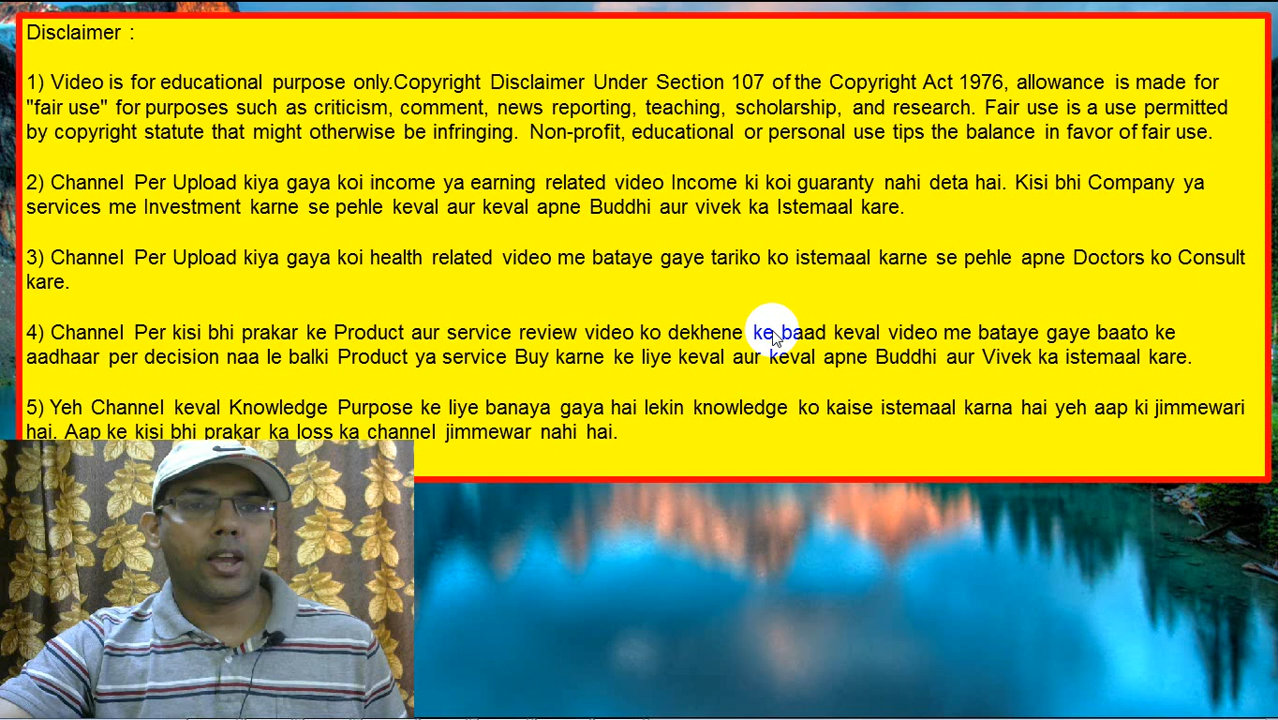 Disclaimer :
1) Video is for educational purpose only.Copyright Disclaimer Under Section 107 of the Copyright Act 1976, allowance is made for
"fair use" for purposes such as criticism, comment, news reporting, teaching, scholarship, and research. Fair use is a use permitted
by copyright statute that might otherwise be infringing. Non-profit, educational or personal use tips the balance in favor of fair use.
2) Channel Per Upload kiya gaya koi income ya earning related video Income ki koi guaranty nahi deta hai. Kisi bhi Company ya
services me Investment karne se pehle keval aur keval apne Buddhi aur vivek ka Istemaal kare.
3) Channel Per Upload kiya gaya koi health related video me bataye gaye tariko ko istemaal karne se pehle apne Doctors ko Consult
kare.
4) Channel Per kisi bhi prakar ke Product aur service review video ko dekhene ke baad keval video me bataye gaye baato ke
aadhaar per decision naa le balki Product ya service Buy karne ke liye keval aur keval apne Buddhi aur Vivek ka istemaal kare.
5) Yeh Channel keval Knowledge Purpose ke liye banaya gaya hai lekin knowledge ko kaise istemaal karna hai yeh aap ki jimmewari
hai. Aap ke kisi bhi prakar ka loss ka channel jimmewar nahi hai.